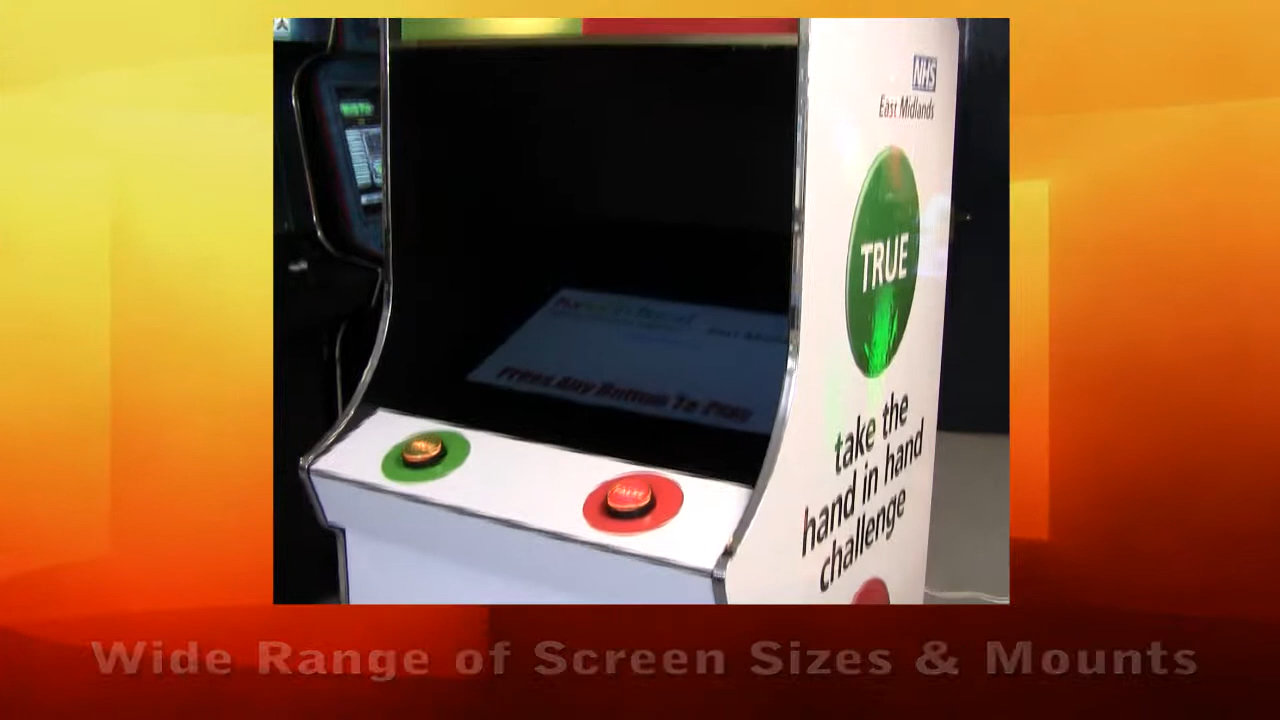 NHS
East Midlands
TRUE
take the
hand in hand
challenge
Press Any Button To Play
FALSE
Wide Range of Screen Sizes & Mounts